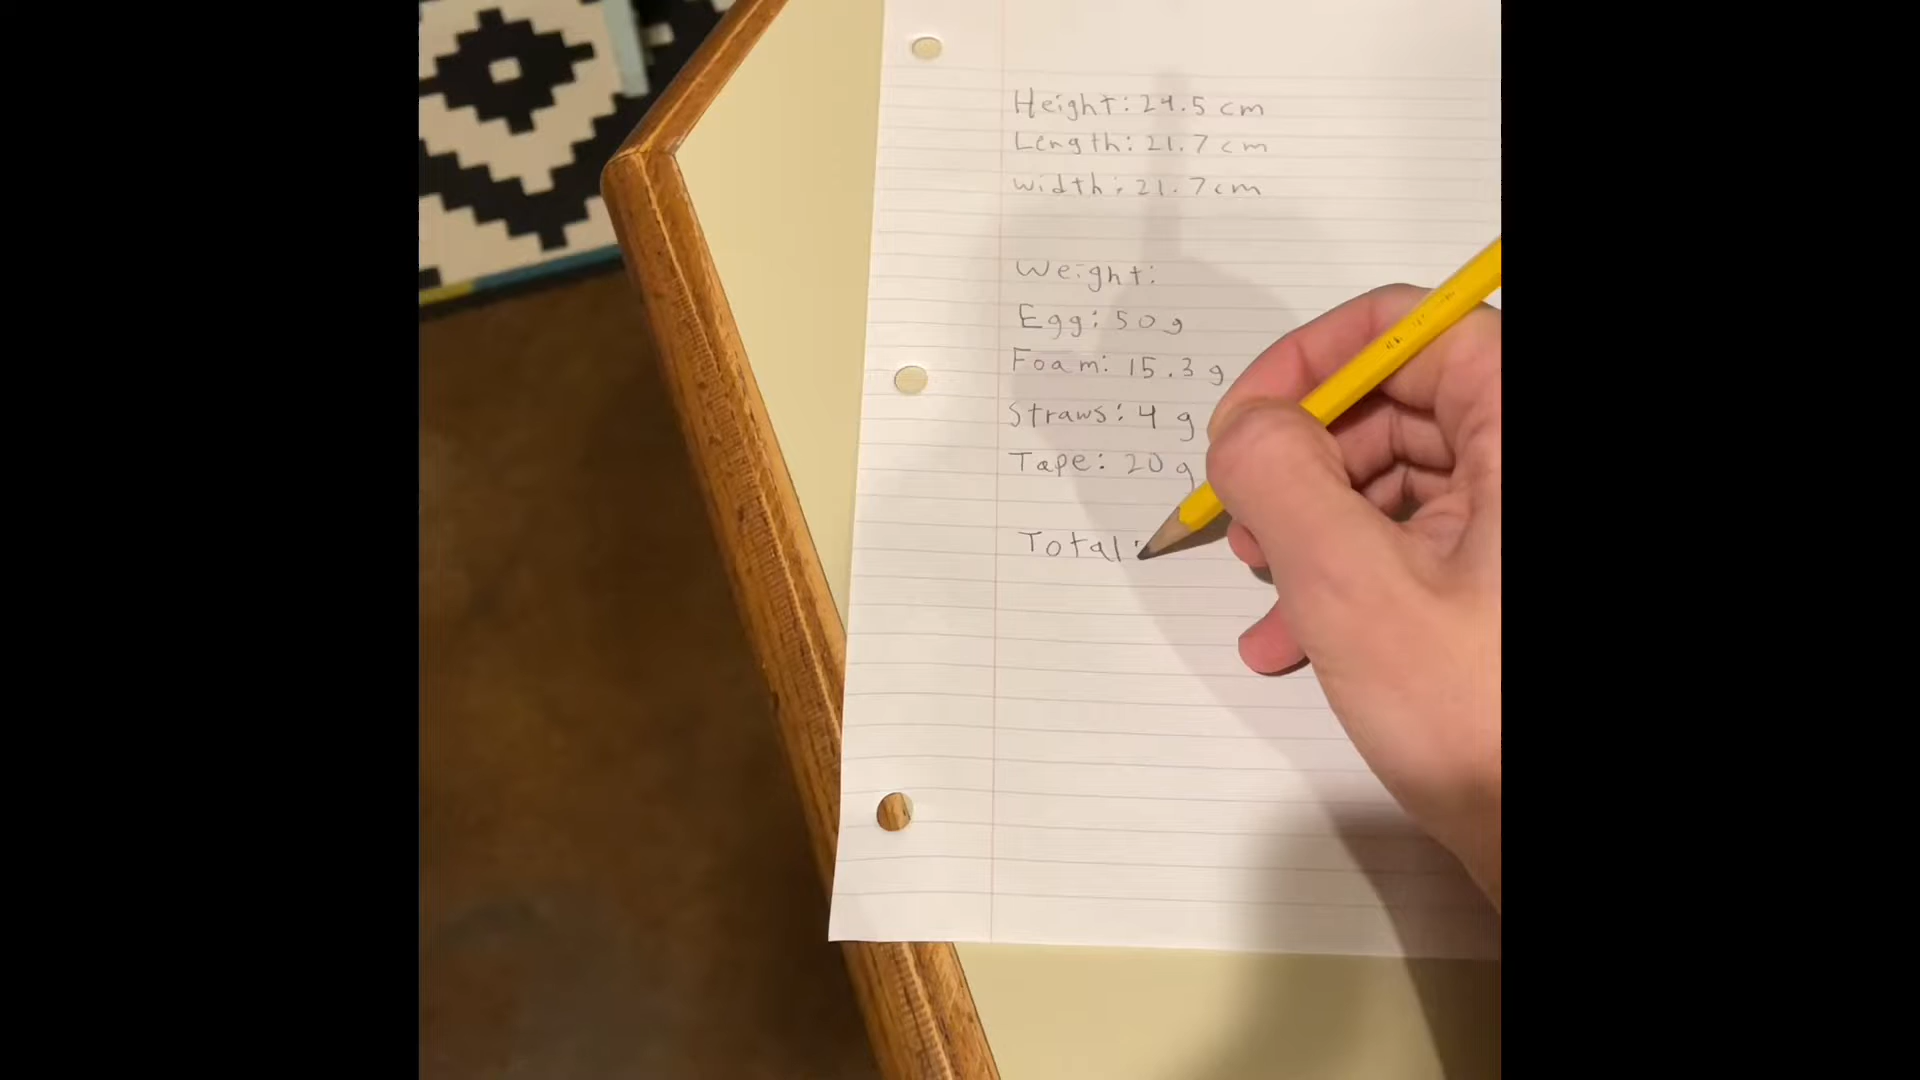 Height: 24.5 cm
Length: 21.7 cm
width: 21.7 cm
Weight:
Egg: 50 g
Foam: 15.3 g
Straws: 4 g
Tape: 20 g
Total: